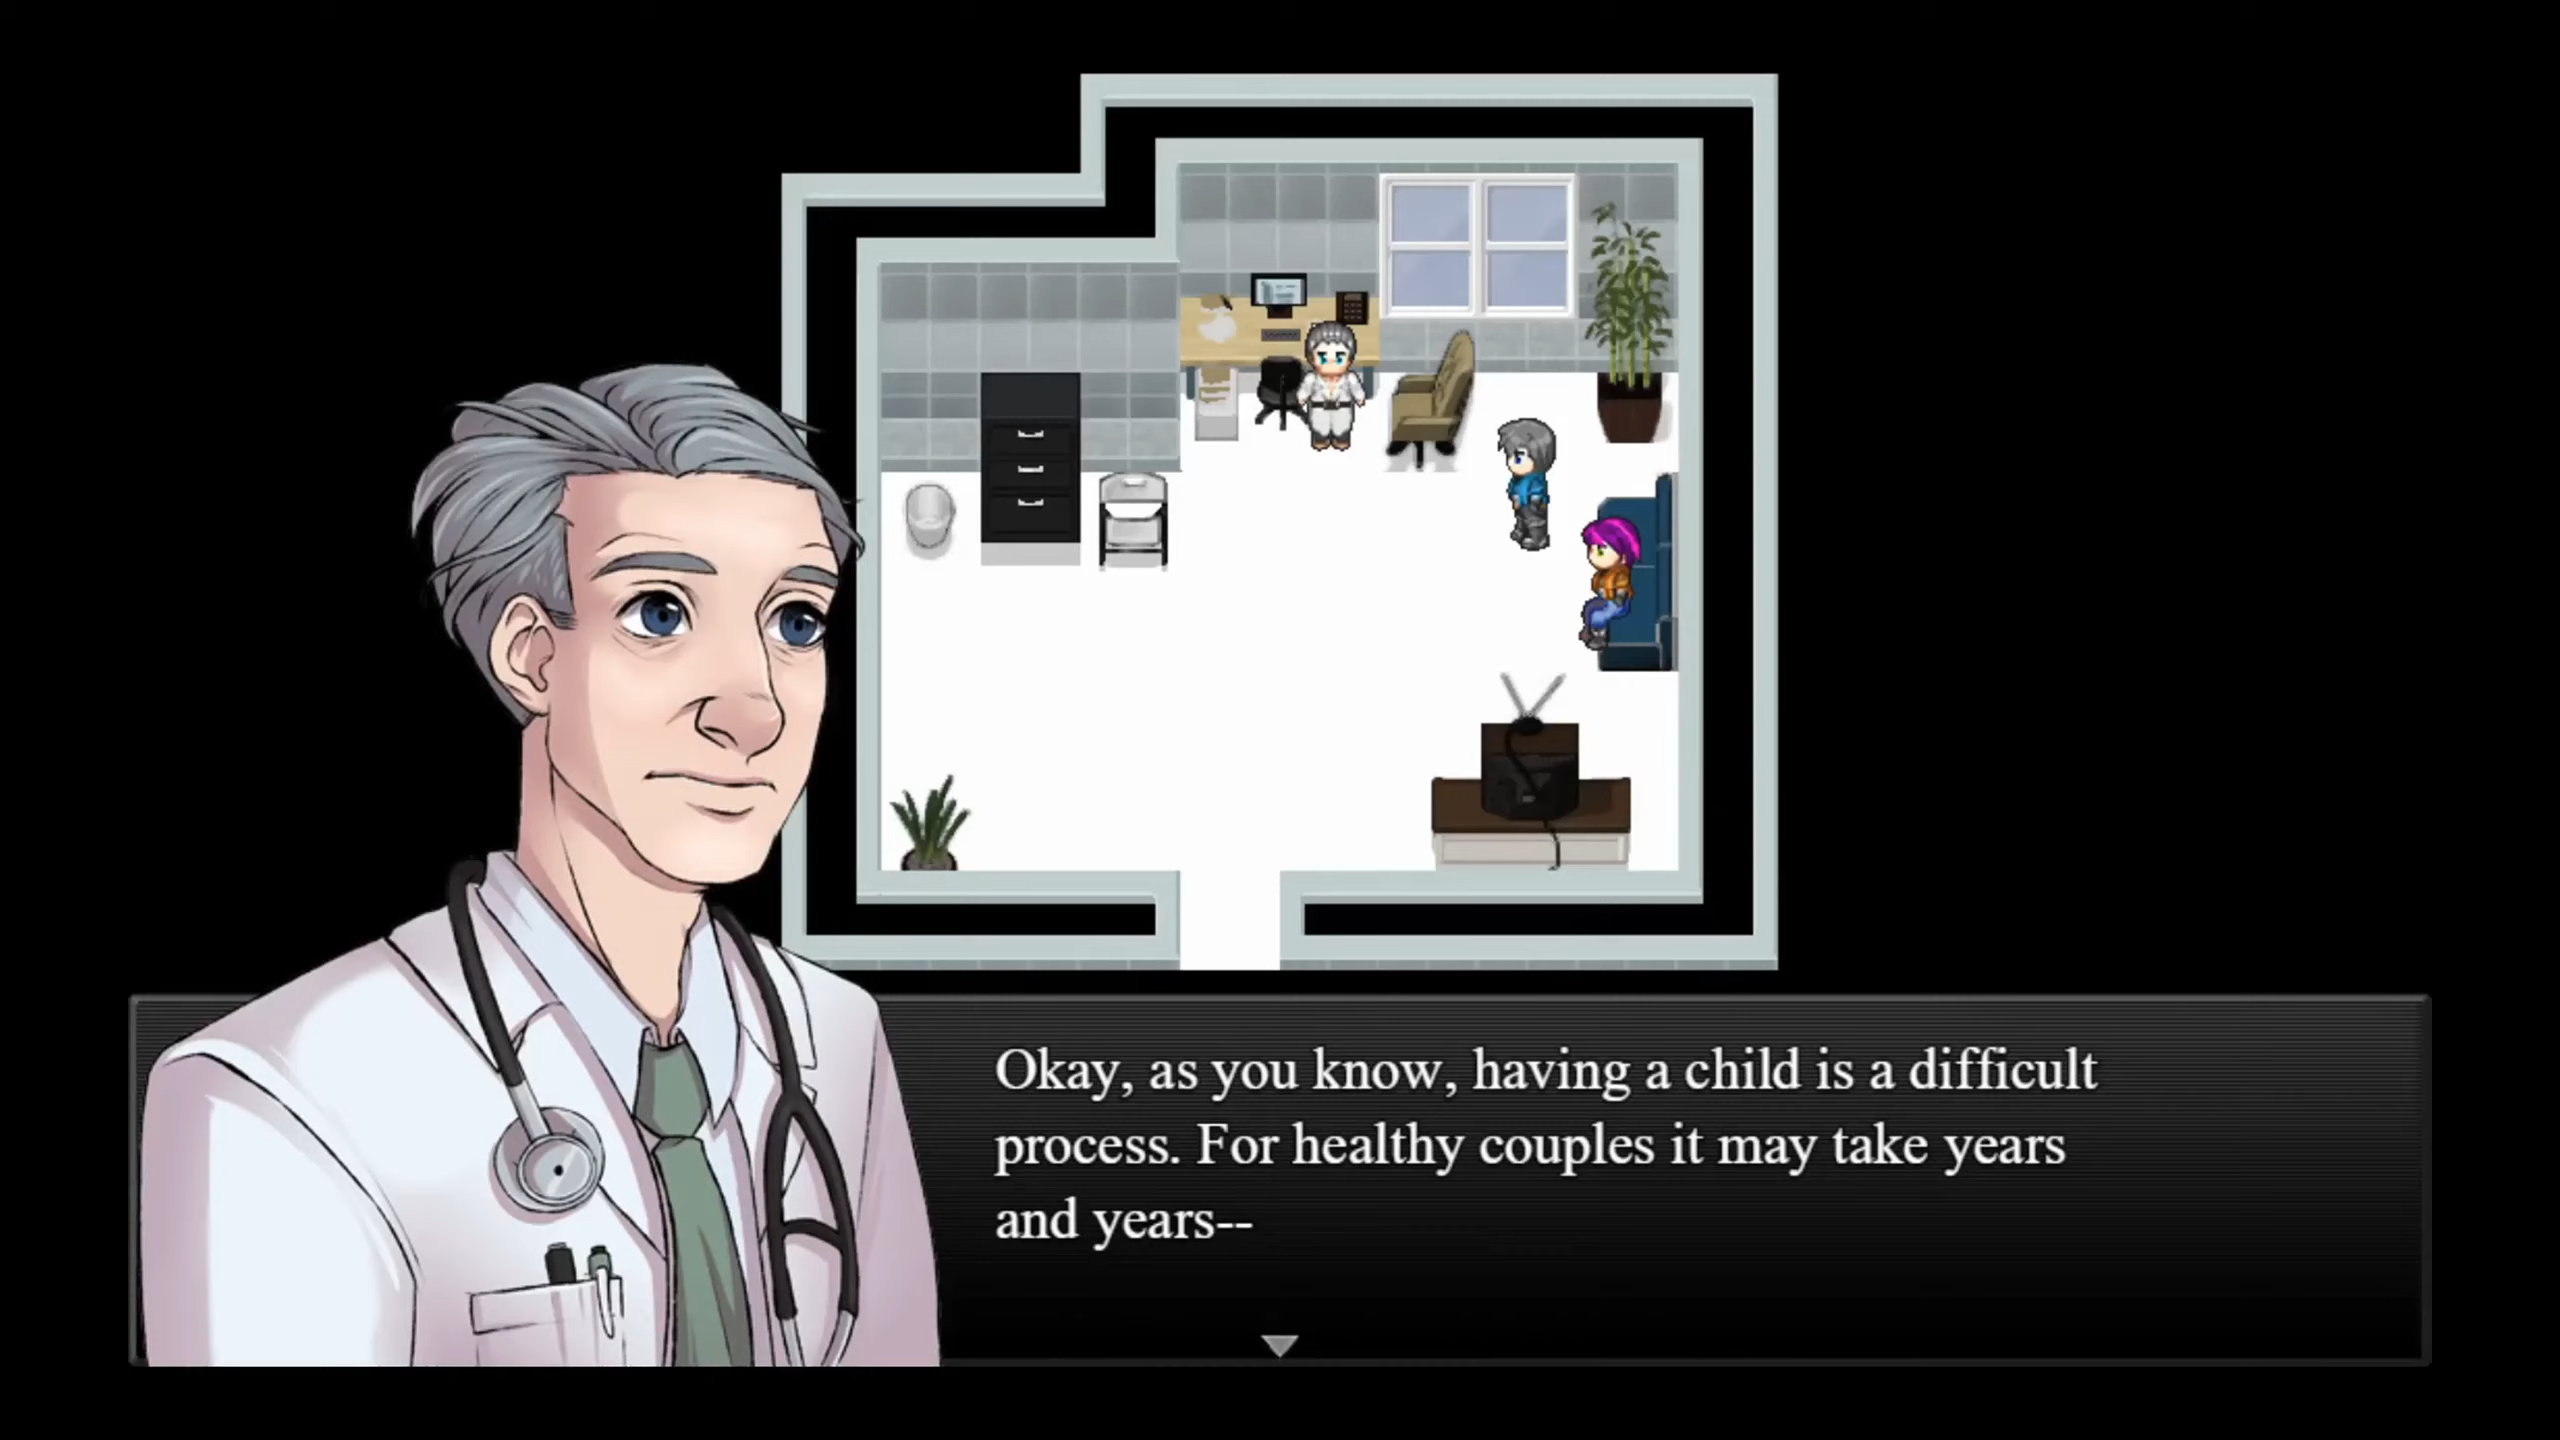 Okay, as you know, having a child is a difficult
process. For healthy couples it may take years
and years--